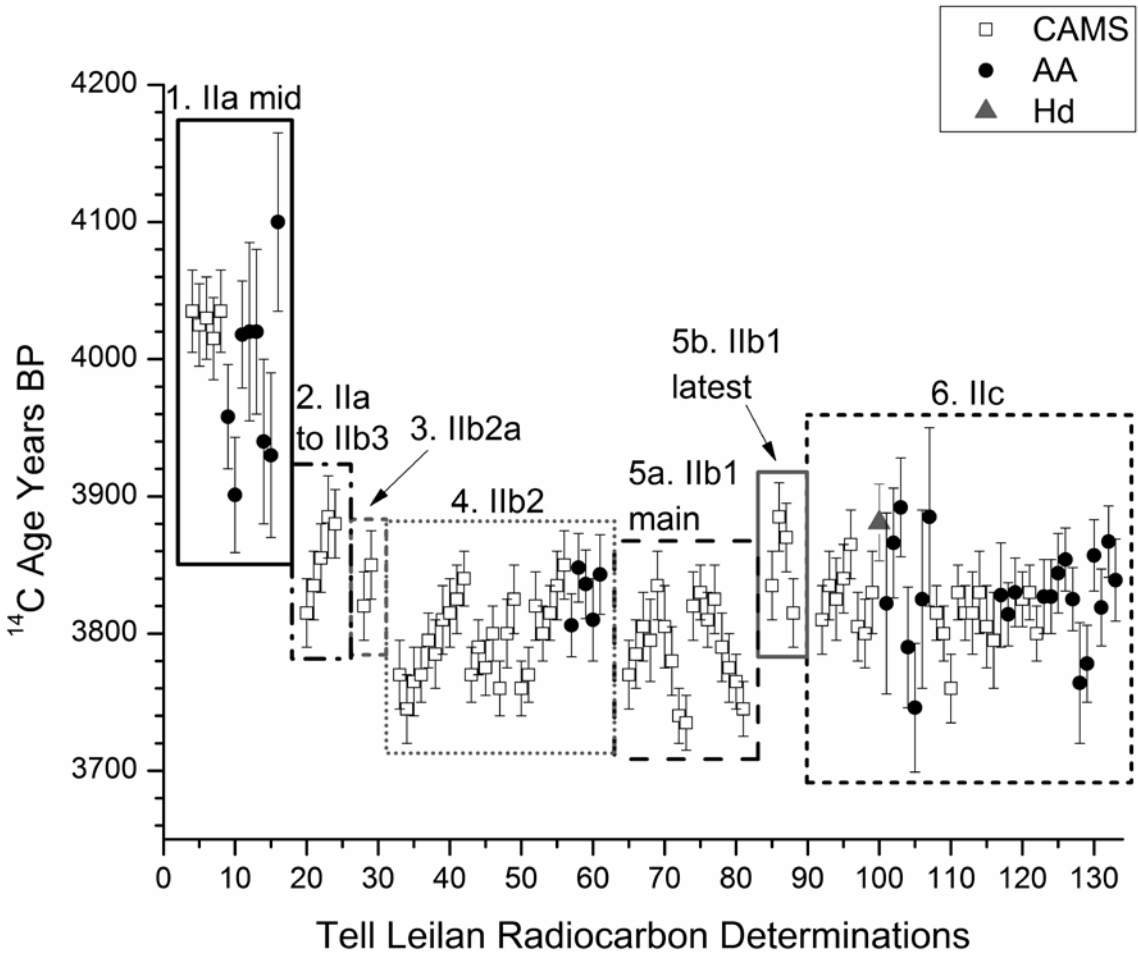 CAMS
AA
Hd
4200
4100
4000
3900
3800
3700
14C Age Years BP
1. IIa mid
2. IIa
to IIb3
3. IIb2a
4. IIb2
5a. IIb1
main
5b. IIb1
latest
6. IIc
0 10 20 30 40 50 60 70 80 90 100 110 120 130
Tell Leilan Radiocarbon Determinations